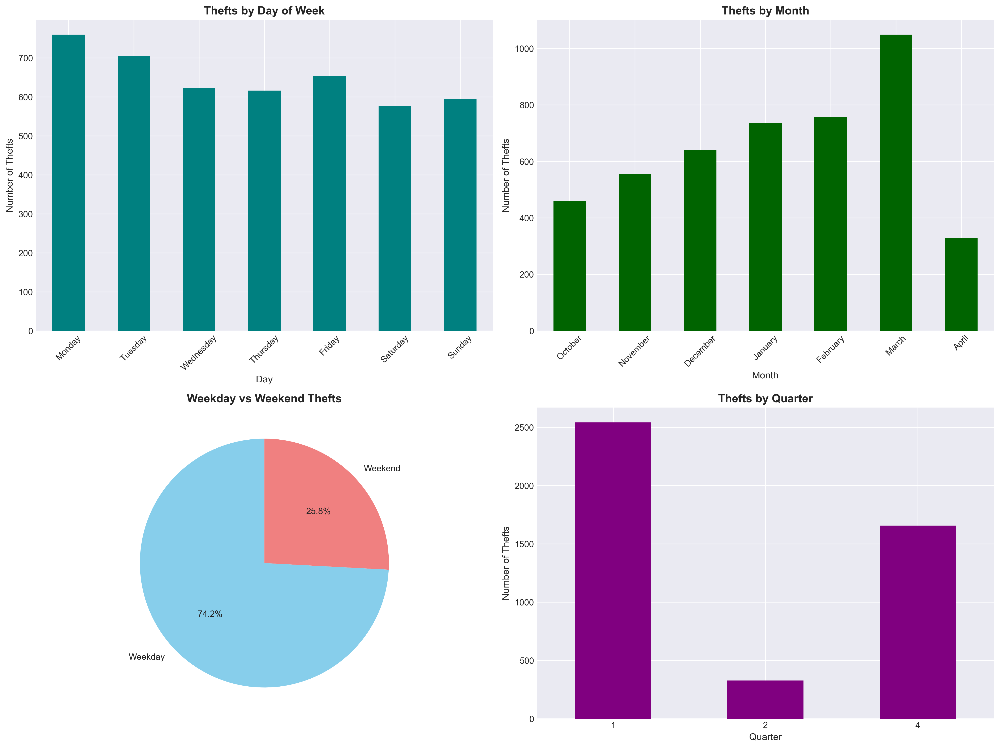 Thefts by Day of Week
Number of Thefts
700
600
500
400
300
200
100
0
Monday
Tuesday
Wednesday
Thursday
Friday
Saturday
Sunday
Day
Thefts by Month
Number of Thefts
1000
800
600
400
200
0
October
November
December
January
February
March
April
Month
Weekday vs Weekend Thefts
Weekend
25.8%
74.2%
Weekday
Thefts by Quarter
Number of Thefts
2500
2000
1500
1000
500
0
1
2
4
Quarter